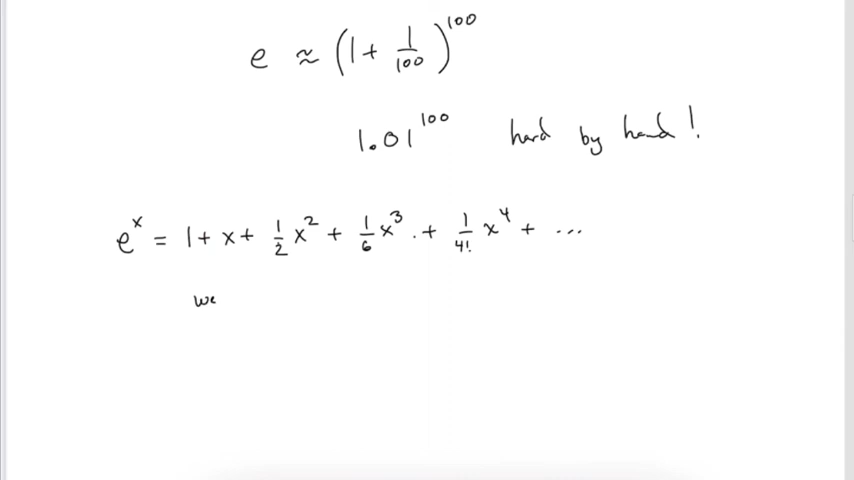 e ≈ (1 + 1/100)^100
1.01^100 hard by hand!
e^x = 1 + x + 1/2 x^2 + 1/6 x^3 . + 1/4! x^4 + ...
we